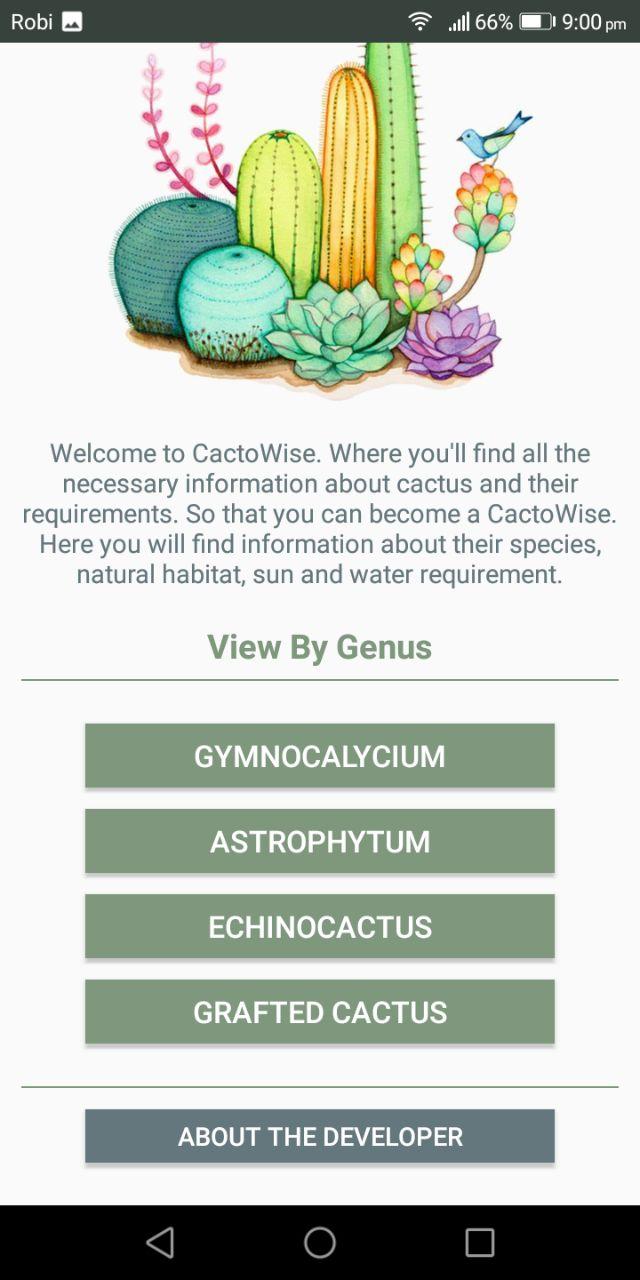 Robi 66% 9:00 pm
Welcome to CactoWise. Where you'll find all the
necessary information about cactus and their
requirements. So that you can become a CactoWise.
Here you will find information about their species,
natural habitat, sun and water requirement.
View By Genus
GYMNOCALYCIUM
ASTROPHYTUM
ECHINOCACTUS
GRAFTED CACTUS
ABOUT THE DEVELOPER